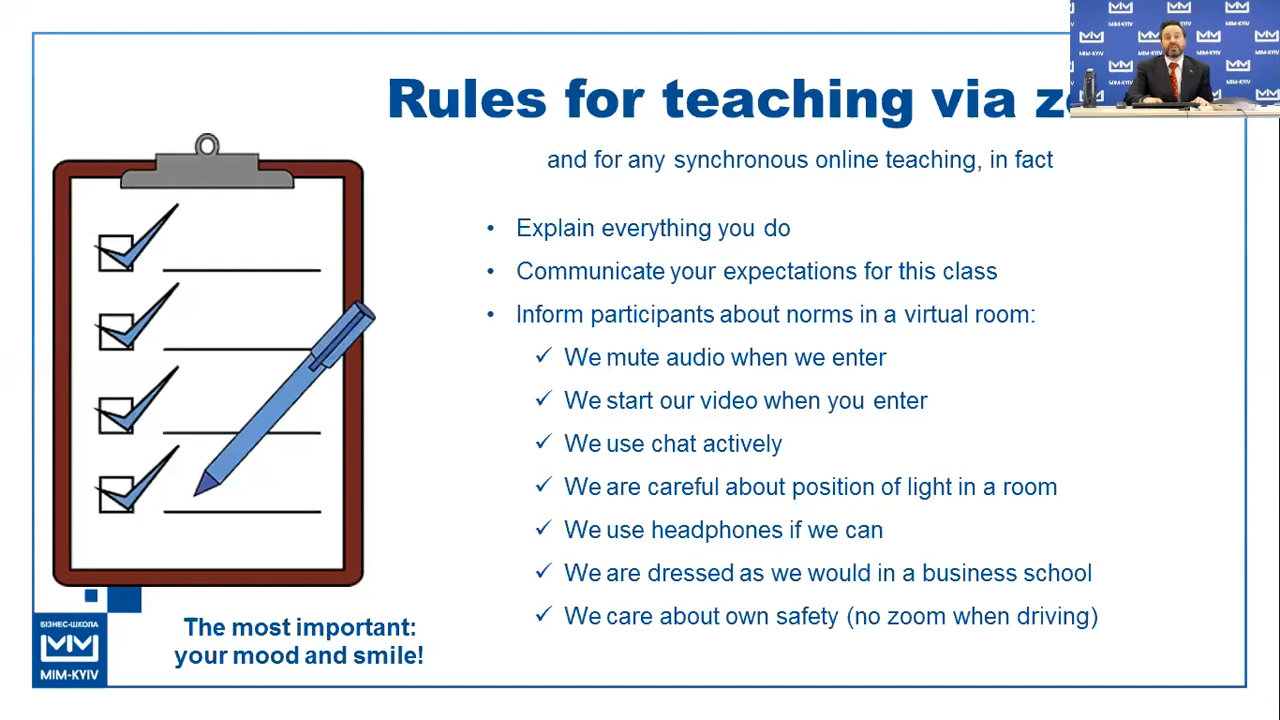 Rules for teaching via
and for any synchronous online teaching, in fact
• Explain everything you do
• Communicate your expectations for this class
• Inform participants about norms in a virtual room:
✓ We mute audio when we enter
✓ We start our video when you enter
✓ We use chat actively
✓ We are careful about position of light in a room
✓ We use headphones if we can
✓ We are dressed as we would in a business school
✓ We care about own safety (no zoom when driving)
The most important:
your mood and smile!
БІЗНЕС-ШКОЛА
MIM-KYIV